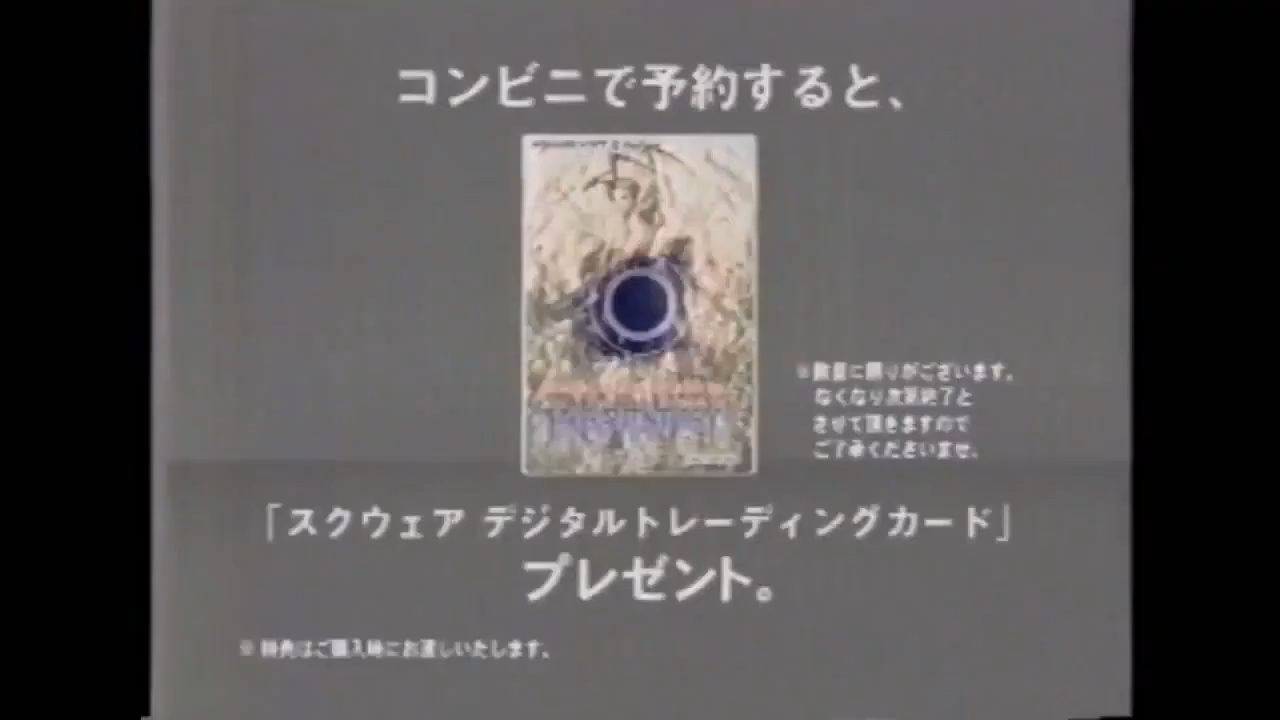 コンビニで予約すると、
※数量に限りがございます。
なくなり次第終了と
させて頂きますので
ご了承くださいませ。
「スクウェア デジタルトレーディングカード」
プレゼント。
※特典はご購入時にお渡しいたします。